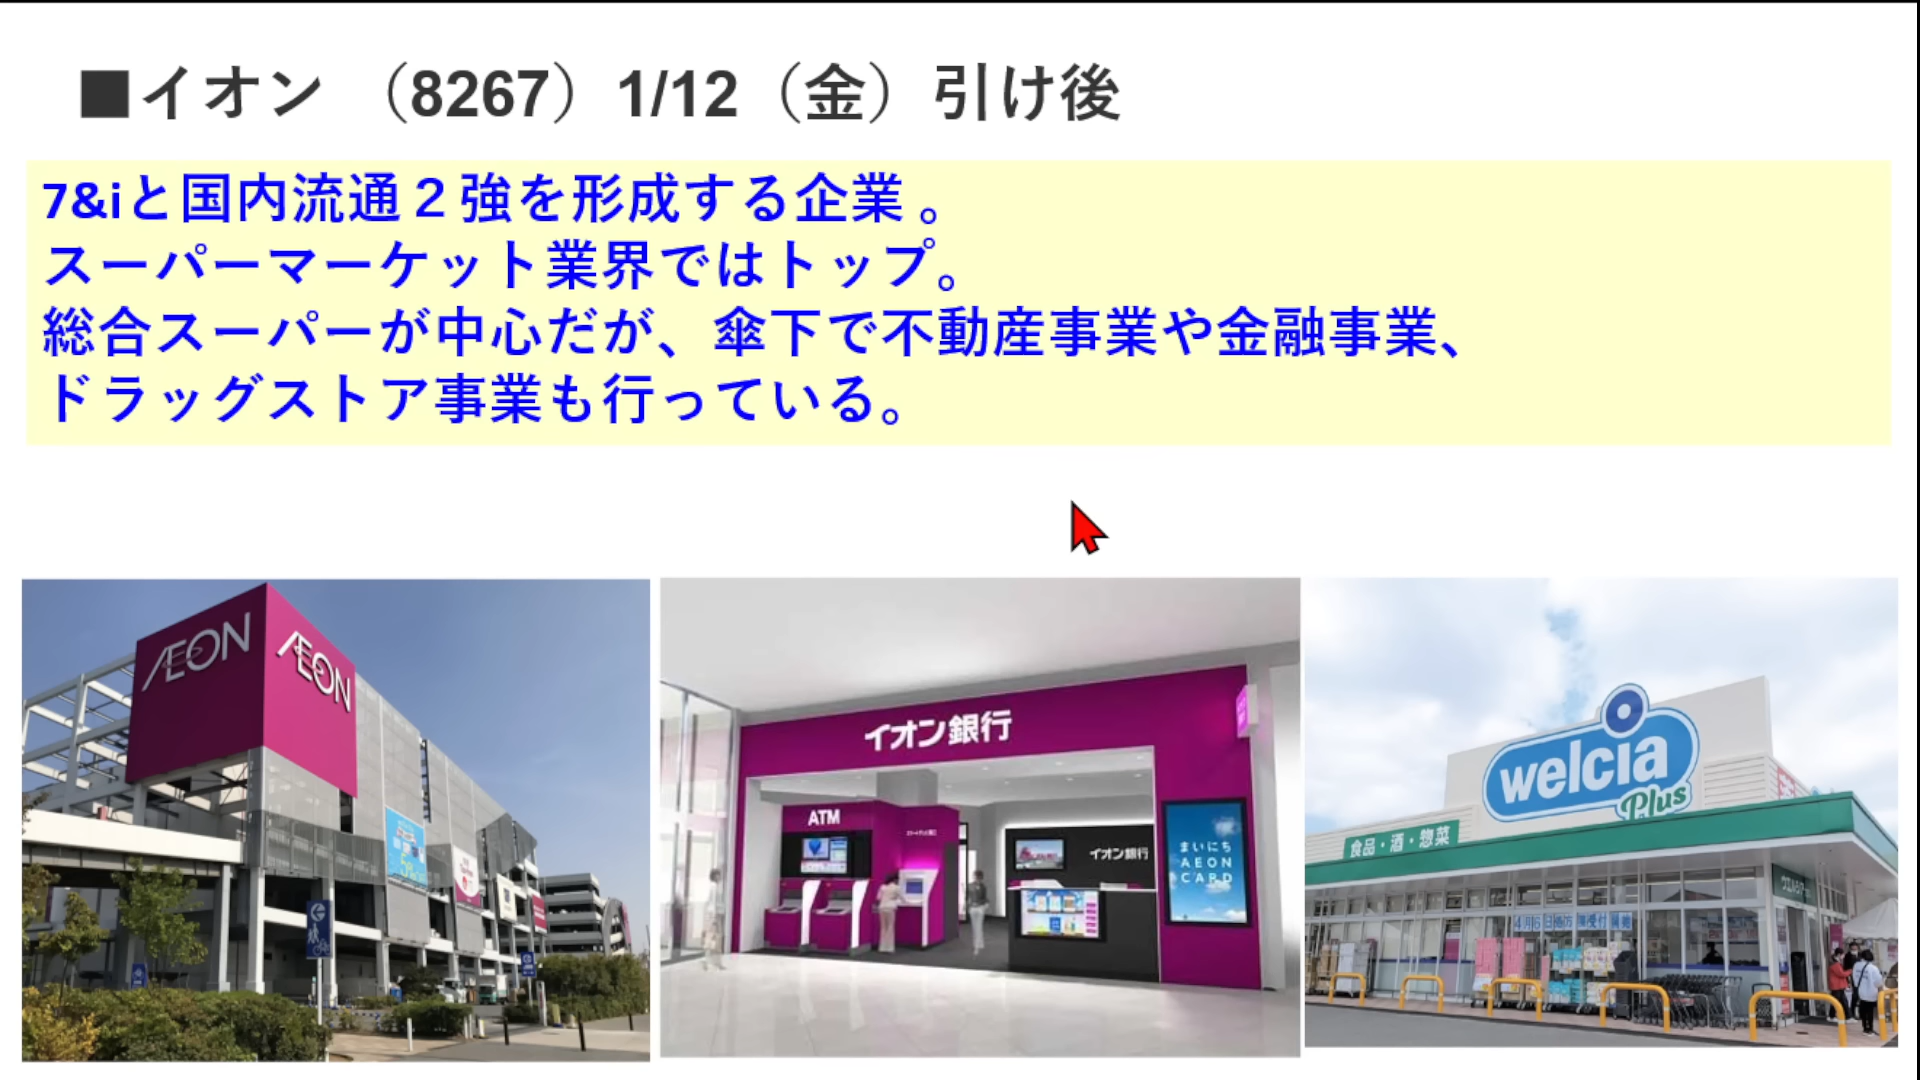 ■イオン （8267）1/12（金）引け後
7&iと国内流通２強を形成する企業 。
スーパーマーケット業界ではトップ。
総合スーパーが中心だが、傘下で不動産事業や金融事業、
ドラッグストア事業も行っている。
ÆON
ÆON
イオン銀行
ATM
イオン銀行
まいにち
AEON
CARD
welcia
Plus
食品・酒・惣菜